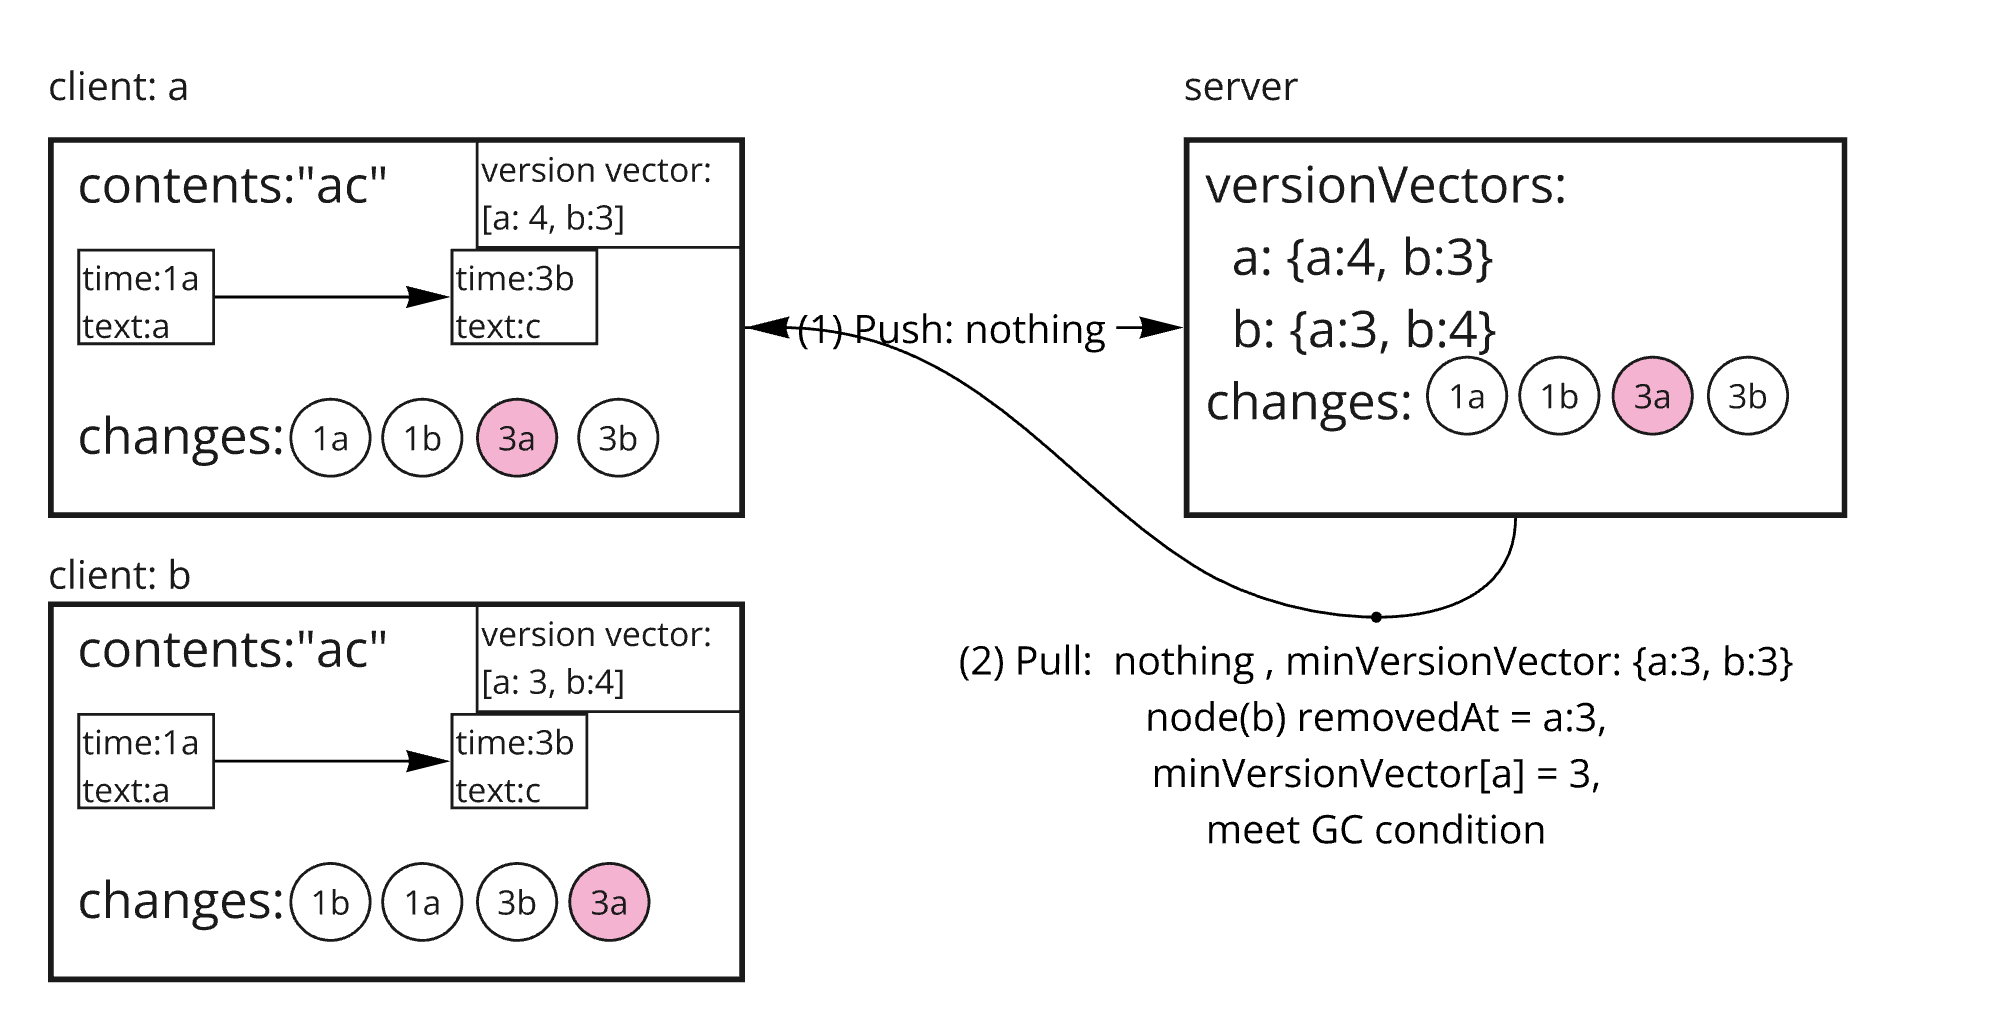 client: a
contents:"ac"
version vector:
[a: 4, b:3]
time:1a
text:a
time:3b
text:c
changes: 1a 1b 3a 3b
(1) Push: nothing
server
versionVectors:
a: {a:4, b:3}
b: {a:3, b:4}
changes: 1a 1b 3a 3b
client: b
contents:"ac"
version vector:
[a: 3, b:4]
time:1a
text:a
time:3b
text:c
changes: 1b 1a 3b 3a
(2) Pull:  nothing , minVersionVector: {a:3, b:3}
node(b) removedAt = a:3,
minVersionVector[a] = 3,
meet GC condition